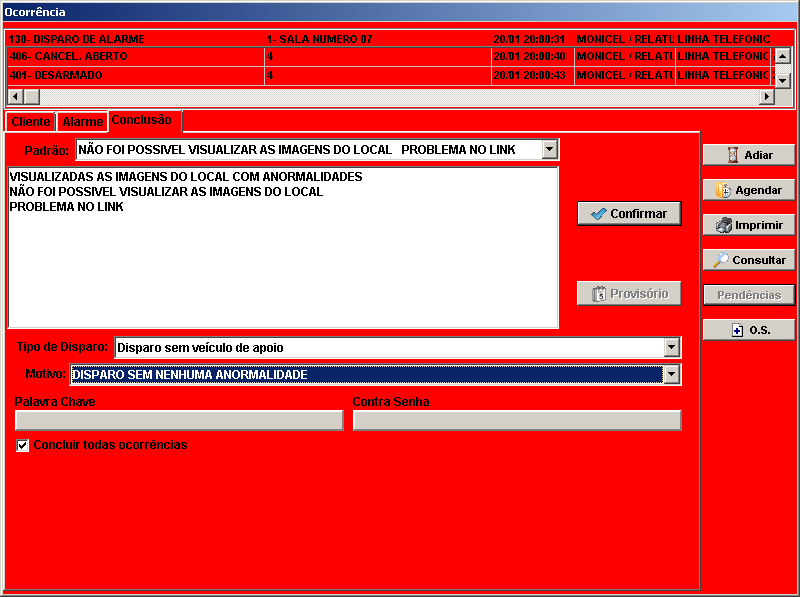 Ocorrência
130- DISPARO DE ALARME 1- SALA NUMERO 07 20/01 20:00:31 MONICEL / RELATU LINHA TELEFONIC
406- CANCEL. ABERTO 4 20/01 20:00:40 MONICEL / RELATU LINHA TELEFONIC
401- DESARMADO 4 20/01 20:00:43 MONICEL / RELATU LINHA TELEFONIC
Cliente Alarme Conclusão
Padrão: NÃO FOI POSSIVEL VISUALIZAR AS IMAGENS DO LOCAL PROBLEMA NO LINK
Adiar
VISUALIZADAS AS IMAGENS DO LOCAL COM ANORMALIDADES
NÃO FOI POSSIVEL VISUALIZAR AS IMAGENS DO LOCAL
PROBLEMA NO LINK
Agendar
Confirmar
Imprimir
Consultar
Provisório
Pendências
O.S.
Tipo de Disparo: Disparo sem veículo de apoio
Motivo: DISPARO SEM NENHUMA ANORMALIDADE
Palavra Chave Contra Senha
Concluir todas ocorrências